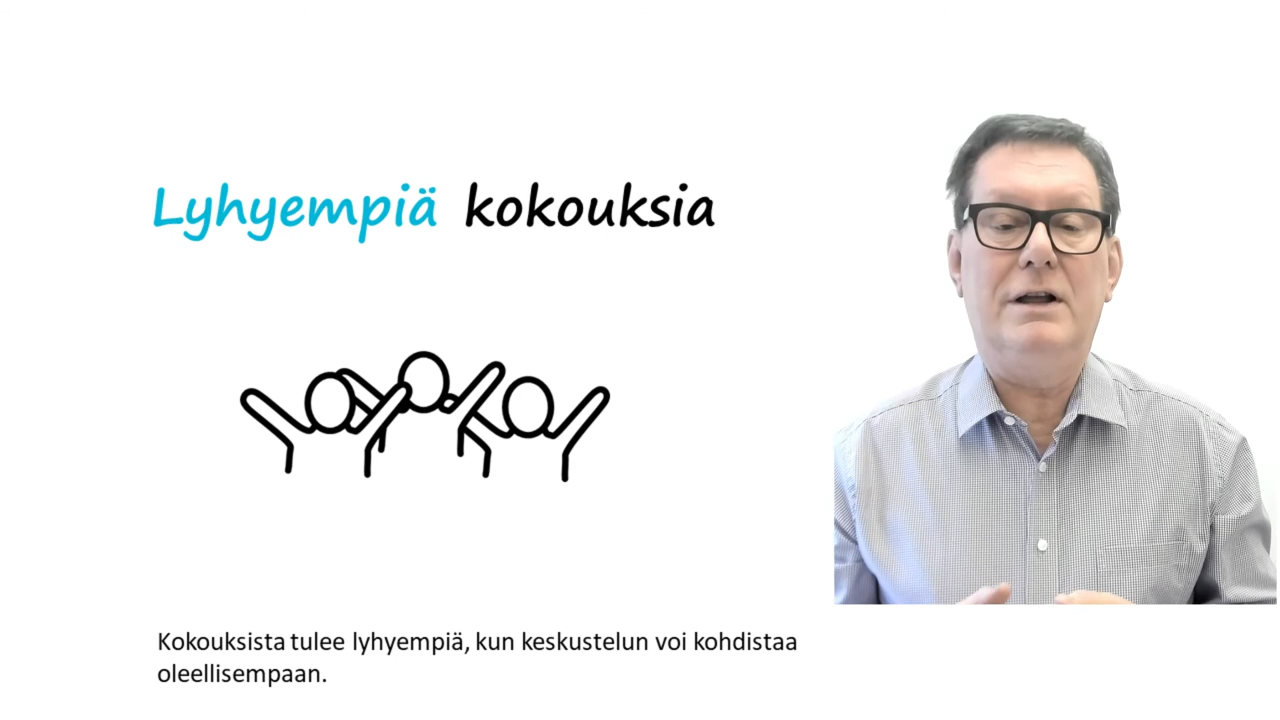 Lyhyempiä kokouksia
Kokouksista tulee lyhyempiä, kun keskustelun voi kohdistaa
oleellisempaan.